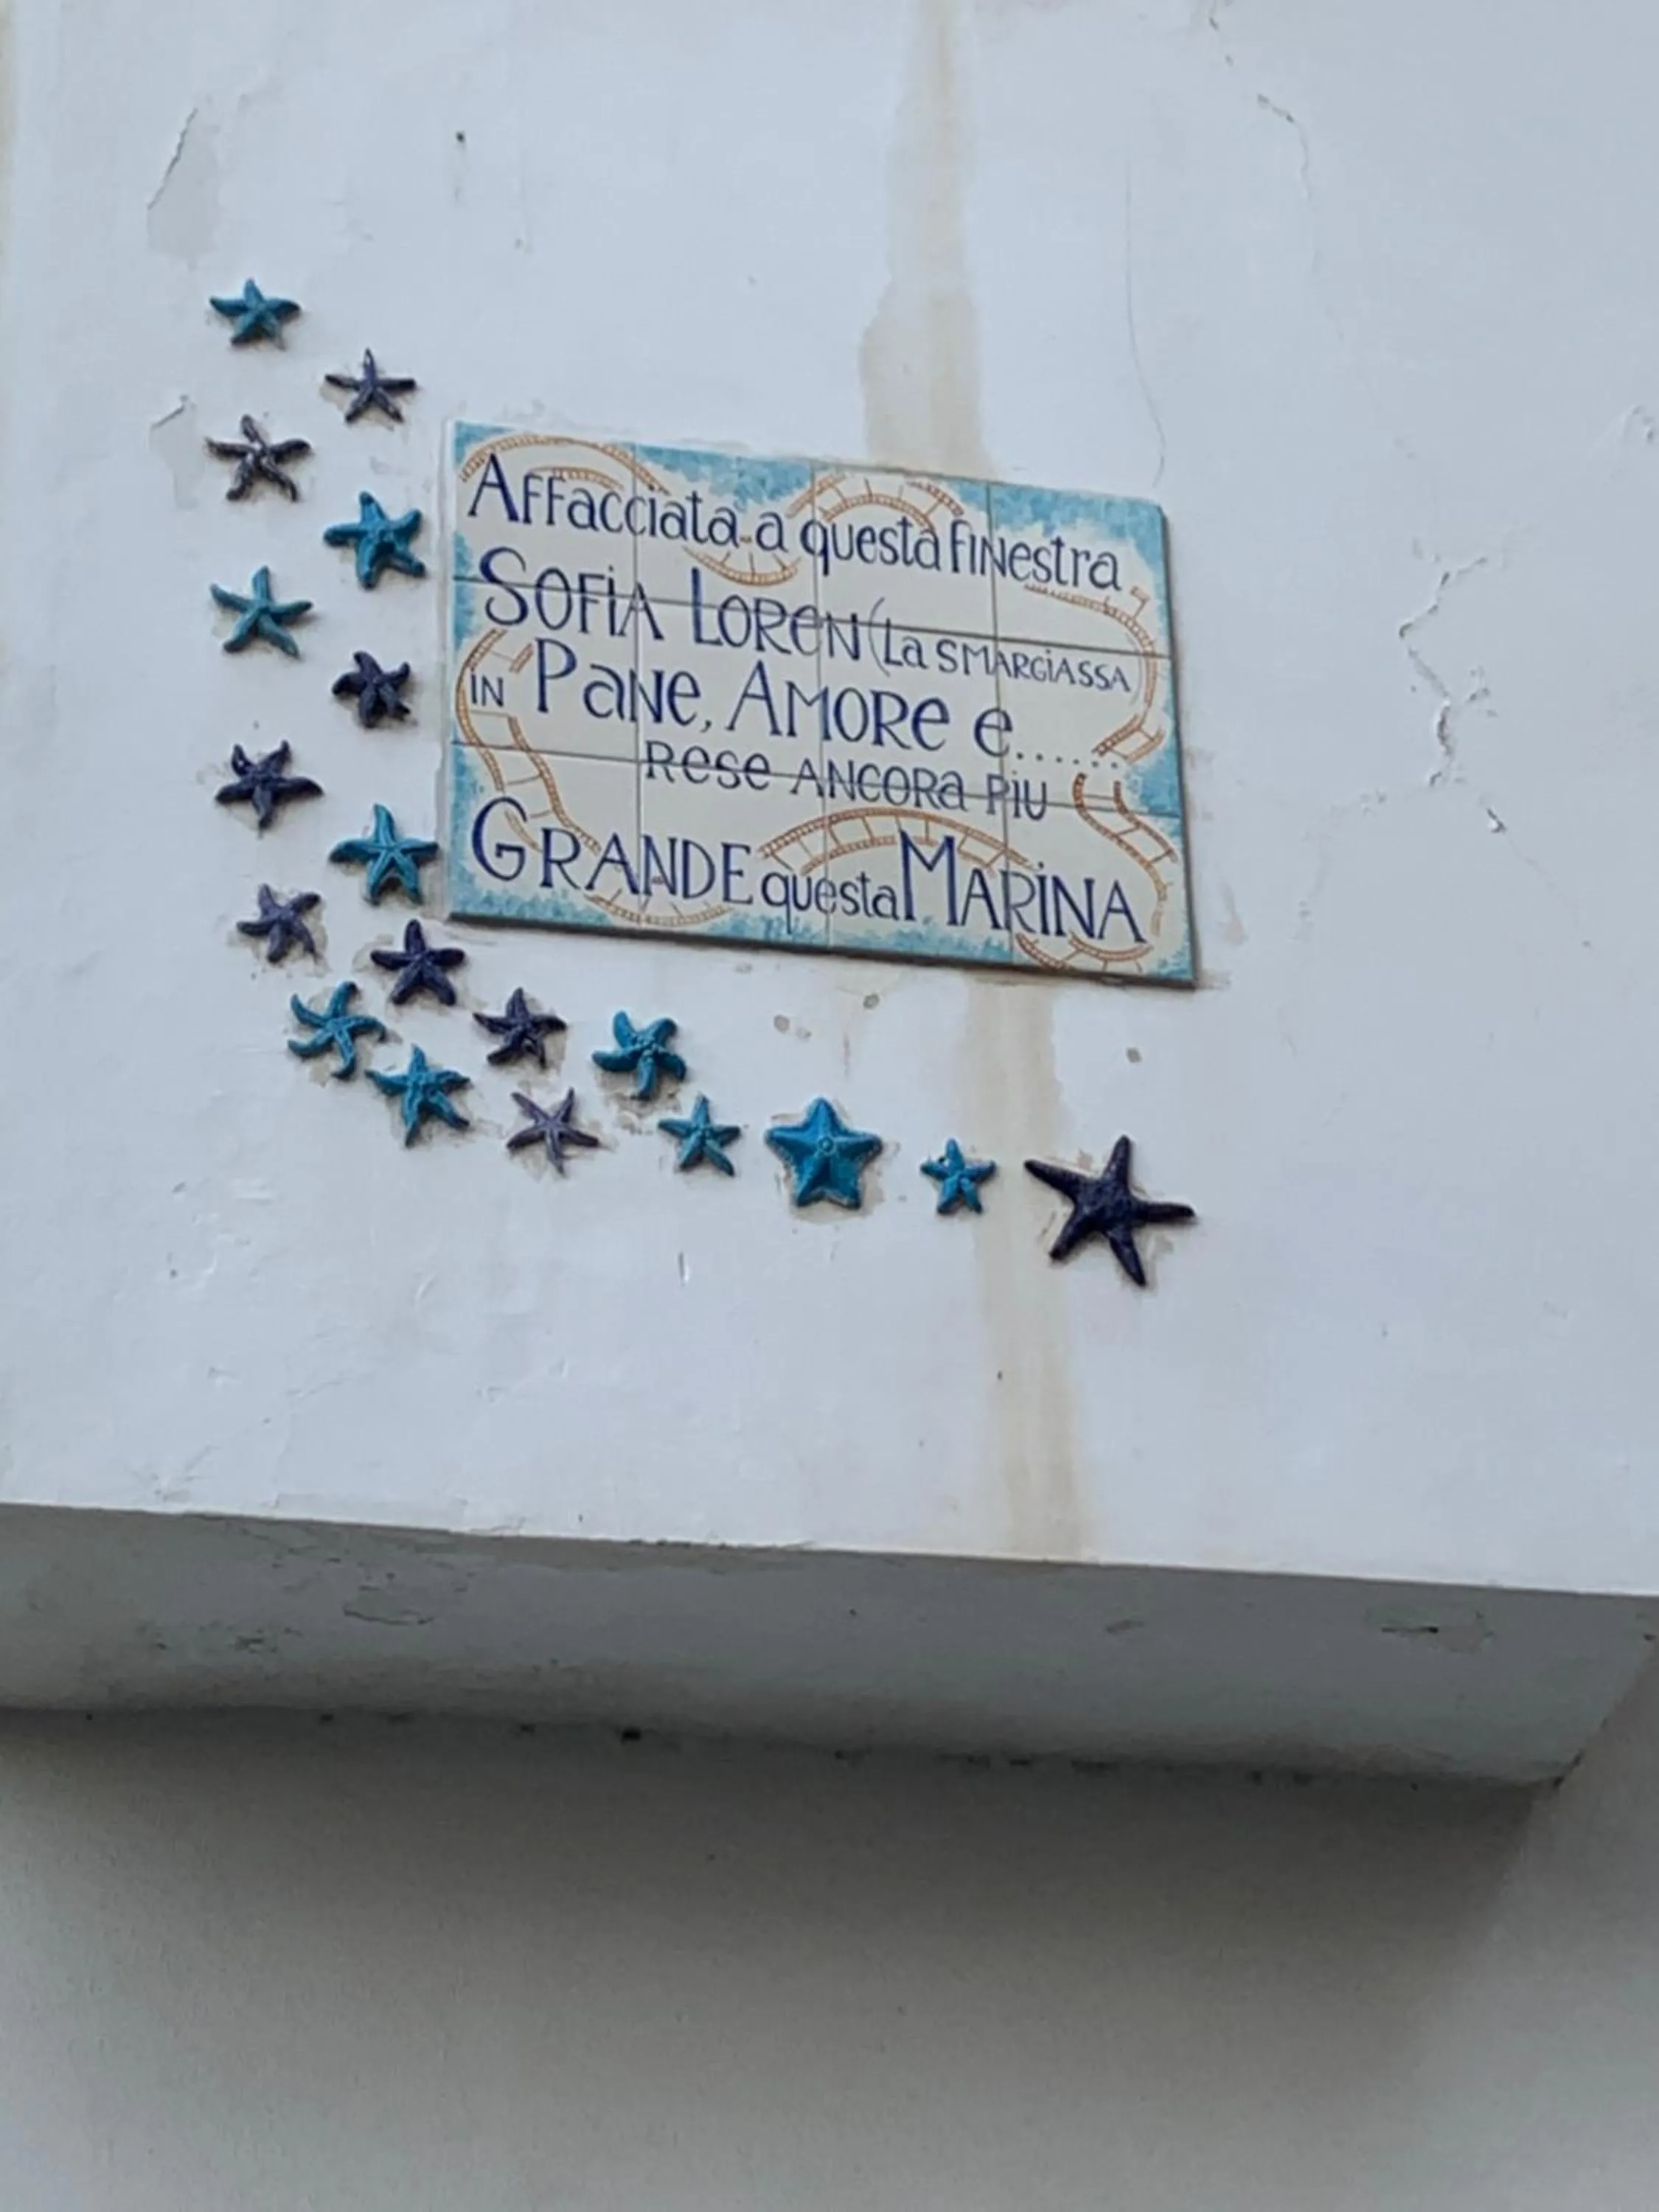 Affacciata a questa finestra
Sofia Loren (la smargiassa
in Pane, Amore e......
rese ancora più
Grande questa Marina